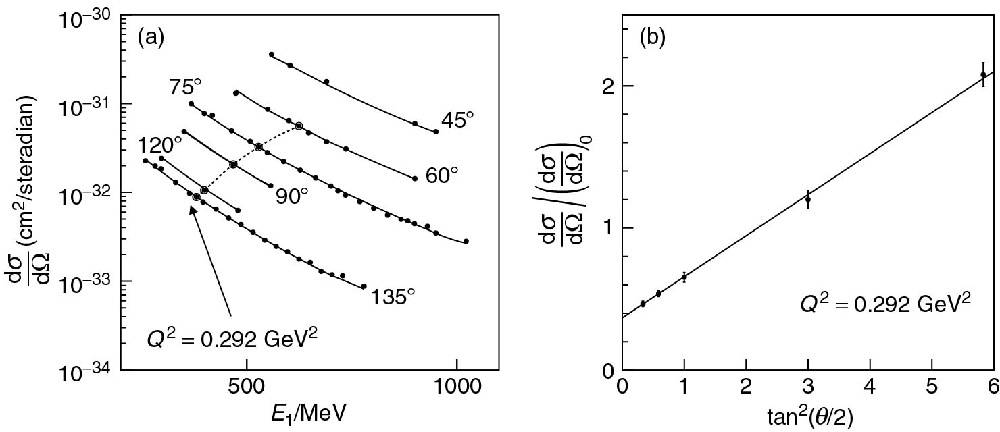 (a)
10⁻³⁰
10⁻³¹
10⁻³²
10⁻³³
10⁻³⁴
dσ/dΩ (cm²/steradian)
75°
45°
120°
60°
90°
135°
Q² = 0.292 GeV²
500 1000
E₁/MeV
(b)
2
1
0
dσ/dΩ / (dσ/dΩ)₀
Q² = 0.292 GeV²
0 1 2 3 4 5 6
tan²(θ/2)